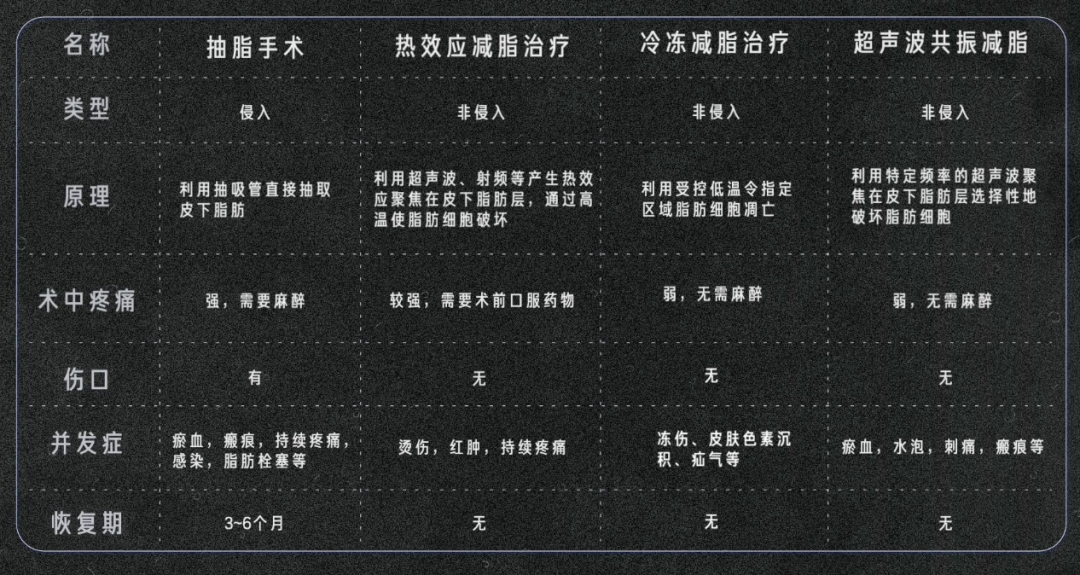 名称
抽脂手术
热效应减脂治疗
冷冻减脂治疗
超声波共振减脂
类型
侵入
非侵入
非侵入
非侵入
原理
利用抽吸管直接抽取
皮下脂肪
利用超声波、射频等产生热效
应聚焦在皮下脂肪层，通过高
温使脂肪细胞破坏
利用受控低温令指定
区域脂肪细胞凋亡
利用特定频率的超声波聚
焦在皮下脂肪层选择性地
破坏脂肪细胞
术中疼痛
强，需要麻醉
较强，需要术前口服药物
弱，无需麻醉
弱，无需麻醉
伤口
有
无
无
无
并发症
瘀血，瘢痕，持续疼痛，
感染，脂肪栓塞等
烫伤，红肿，持续疼痛
冻伤、皮肤色素沉
积、疝气等
瘀血，水泡，刺痛，瘢痕等
恢复期
3~6个月
无
无
无